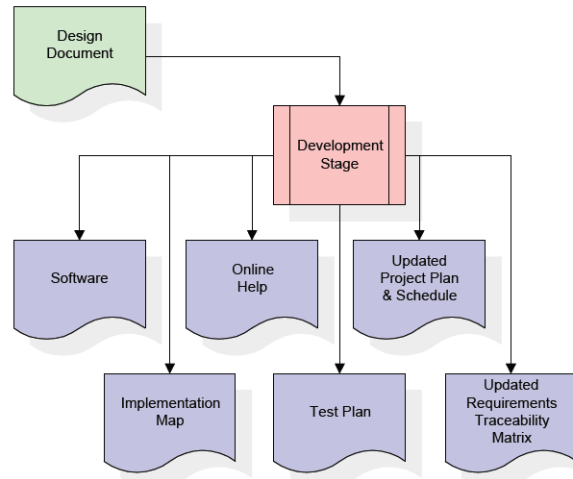 Design
Document
Development
Stage
Software
Online
Help
Updated
Project Plan
& Schedule
Implementation
Map
Test Plan
Updated
Requirements
Traceability
Matrix